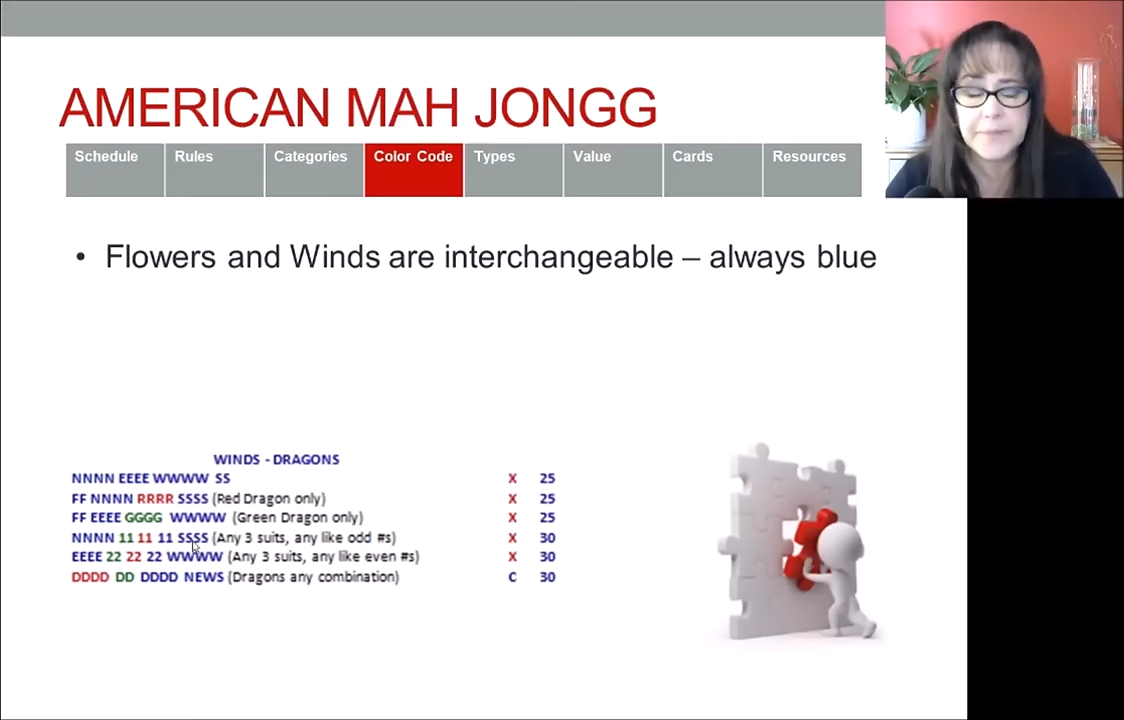 AMERICAN MAH JONGG
Schedule Rules Categories Color Code Types Value Cards Resources
• Flowers and Winds are interchangeable – always blue
WINDS - DRAGONS
NNNN EEEE WWWW SS X 25
FF NNNN RRRR SSSS (Red Dragon only) X 25
FF EEEE GGGG WWWW (Green Dragon only) X 25
NNNN 11 11 11 SSSS (Any 3 suits, any like odd #s) X 30
EEEE 22 22 22 WWWW (Any 3 suits, any like even #s) X 30
DDDD DD DDDD NEWS (Dragons any combination) C 30